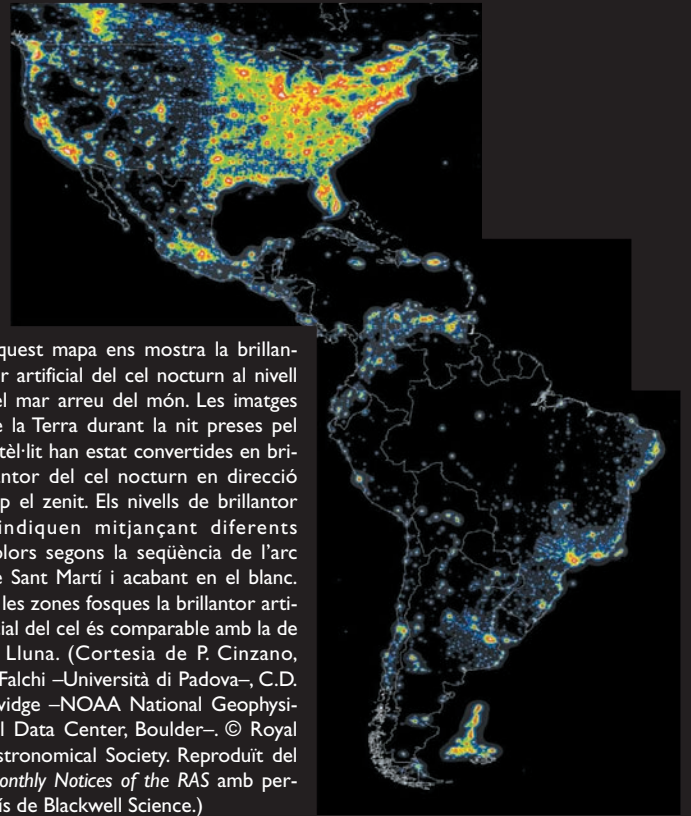 quest mapa ens mostra la brillan-
r artificial del cel nocturn al nivell
el mar arreu del món. Les imatges
e la Terra durant la nit preses pel
tèl·lit han estat convertides en bri-
antor del cel nocturn en direcció
p el zenit. Els nivells de brillantor
indiquen mitjançant diferents
olors segons la seqüència de l’arc
e Sant Martí i acabant en el blanc.
les zones fosques la brillantor arti-
ial del cel és comparable amb la de
Lluna. (Cortesia de P. Cinzano,
Falchi –Università di Padova–, C.D.
vidge –NOAA National Geophysi-
l Data Center, Boulder–. © Royal
stronomical Society. Reproduït del
onthly Notices of the RAS amb per-
ís de Blackwell Science.)